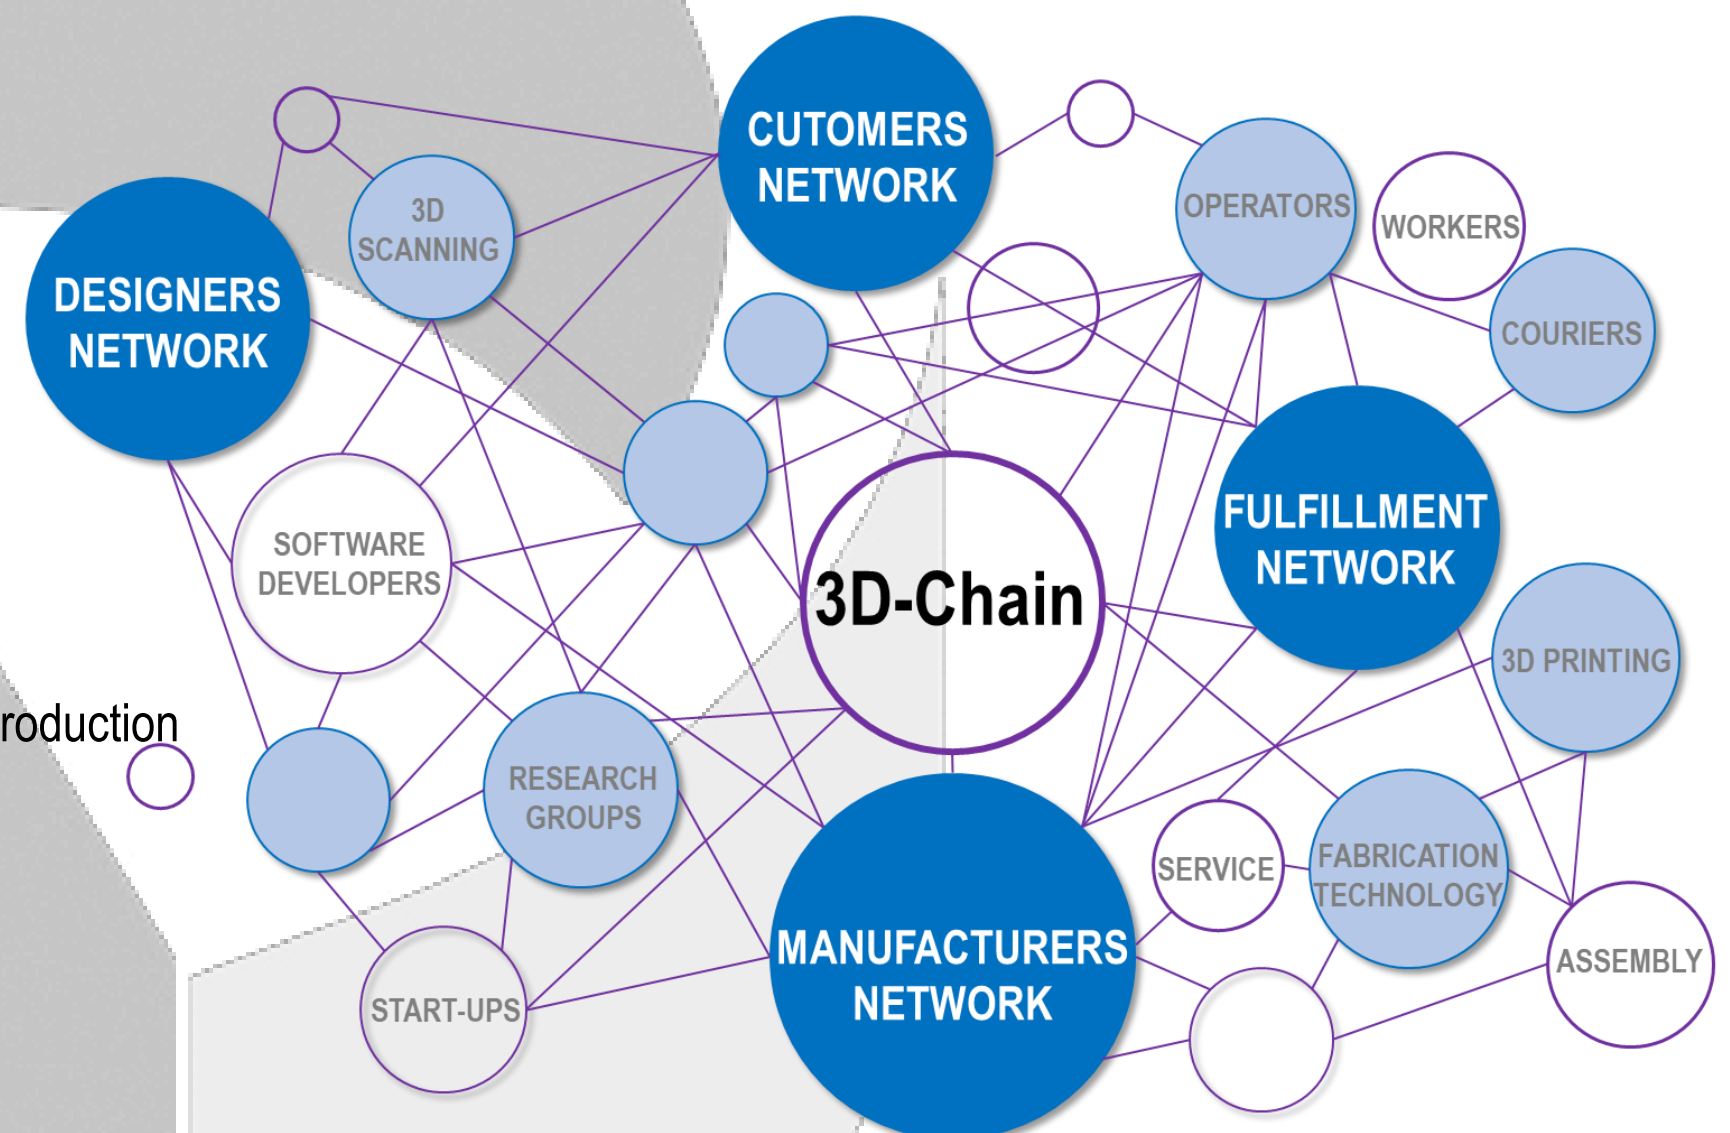 CUTOMERS
NETWORK
3D
SCANNING
OPERATORS
WORKERS
DESIGNERS
NETWORK
COURIERS
SOFTWARE
DEVELOPERS
3D-Chain
FULFILLMENT
NETWORK
3D PRINTING
roduction
RESEARCH
GROUPS
SERVICE
FABRICATION
TECHNOLOGY
MANUFACTURERS
NETWORK
ASSEMBLY
START-UPS